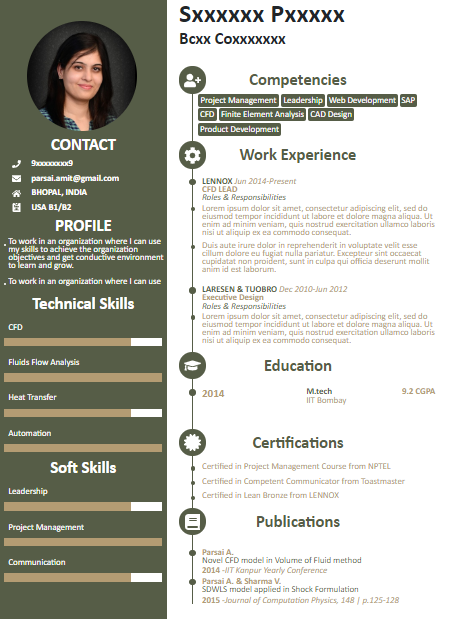 Sxxxxxx Pxxxxx
Bcxx Coxxxxxxx
CONTACT
9xxxxxxxx9
parsai.amit@gmail.com
BHOPAL, INDIA
USA B1/B2
PROFILE
To work in an organization where I can use
my skills to achieve the organization
objectives and get conductive environment
to learn and grow.
To work in an organization where I can use
Technical Skills
CFD
Fluids Flow Analysis
Heat Transfer
Automation
Soft Skills
Leadership
Project Management
Communication
Competencies
Project Management Leadership Web Development SAP
CFD Finite Element Analysis CAD Design
Product Development
Work Experience
LENNOX Jun 2014-Present
CFD LEAD
Roles & Responsibilities
Lorem ipsum dolor sit amet, consectetur adipiscing elit, sed do
eiusmod tempor incididunt ut labore et dolore magna aliqua. Ut
enim ad minim veniam, quis nostrud exercitation ullamco laboris
nisi ut aliquip ex ea commodo consequat.
Duis aute irure dolor in reprehenderit in voluptate velit esse
cillum dolore eu fugiat nulla pariatur. Excepteur sint occaecat
cupidatat non proident, sunt in culpa qui officia deserunt mollit
anim id est laborum.
LARESEN & TUOBRO Dec 2010-Jun 2012
Executive Design
Roles & Responsibilities
Lorem ipsum dolor sit amet, consectetur adipiscing elit, sed do
eiusmod tempor incididunt ut labore et dolore magna aliqua. Ut
enim ad minim veniam, quis nostrud exercitation ullamco laboris
nisi ut aliquip ex ea commodo consequat.
Education
2014 M.tech 9.2 CGPA
IIT Bombay
Certifications
Certified in Project Management Course from NPTEL
Certified in Competent Communicator from Toastmaster
Certified in Lean Bronze from LENNOX
Publications
Parsai A.
Novel CFD model in Volume of Fluid method
2014 -IIT Kanpur Yearly Conference
Parsai A. & Sharma V.
SDWLS model applied in Shock Formulation
2015 -Journal of Computation Physics, 148 | p.125-128